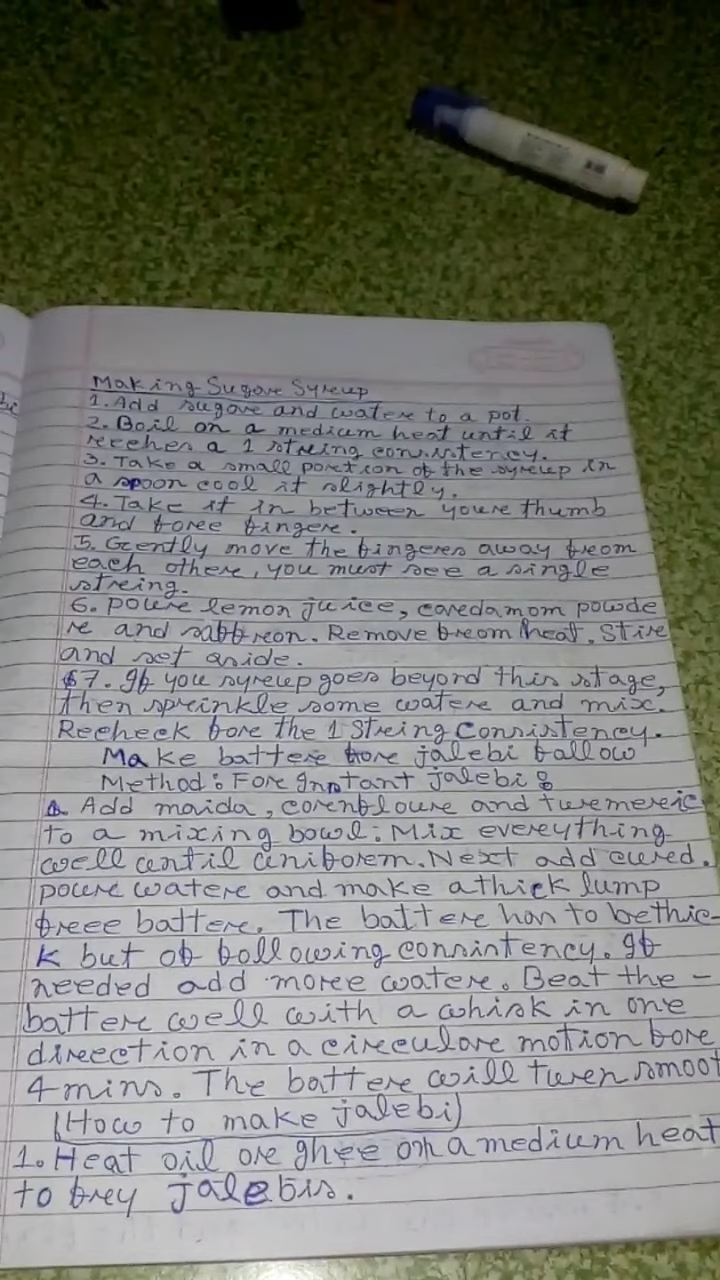 Making Sugar Syrup
1. Add sugar and water to a pot.
2. Boil on a medium heat until it
reches a 1 string consistency.
3. Take a small portion of the syrup in
a spoon cool it slightly.
4. Take it in between your thumb
and fore finger.
5. Gently move the fingers away from
each other, you must see a single
string.
6. pour lemon juice, cardamom powde
r and saffron. Remove from heat. Stir
and set aside.
7. If you syrup goes beyond this stage,
then sprinkle some water and mix.
Recheck for the 1 String Consistency.
Make batter for jalebi follow
Method: For Instant jalebi:
Add maida, cornflour and turmeric
to a mixing bowl: Mix everything
well until uniform. Next add curd.
pour water and make a thick lump
free batter. The batter has to be thic-
k but of following consistency. If
needed add more water. Beat the -
batter well with a whisk in one
direction in a circular motion for
4 mins. The batter will turn smoot
(How to make jalebi)
1. Heat oil or ghee on a medium heat
to fry jalebis.